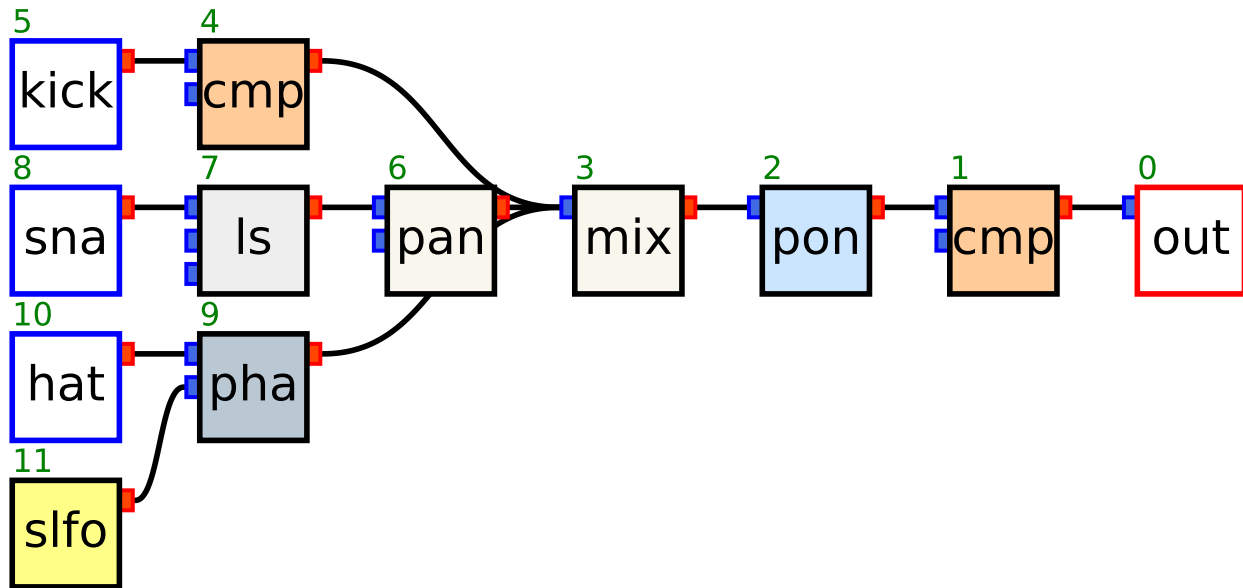 5 4
kick cmp
8 7 6 3 2 1 0
sna ls pan mix pon cmp out
10 9
hat pha
11
slfo